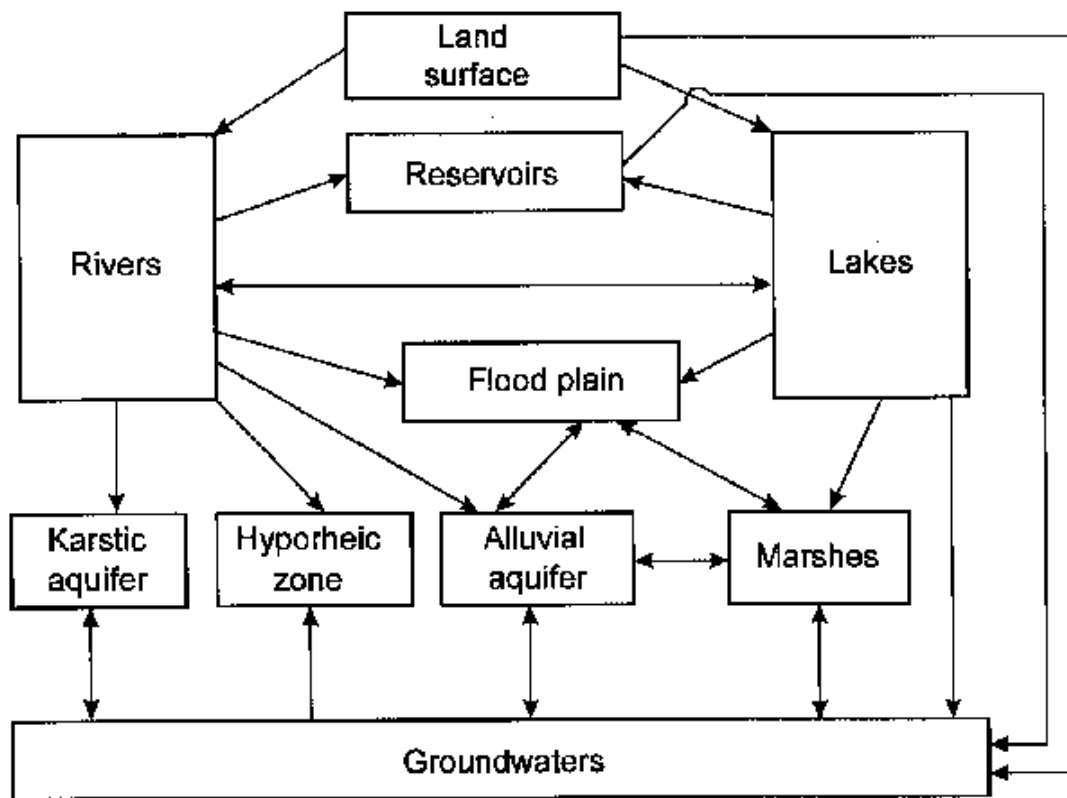 Land
surface
Reservoirs
Rivers
Lakes
Flood plain
Karstic
aquifer
Hyporheic
zone
Alluvial
aquifer
Marshes
Groundwaters